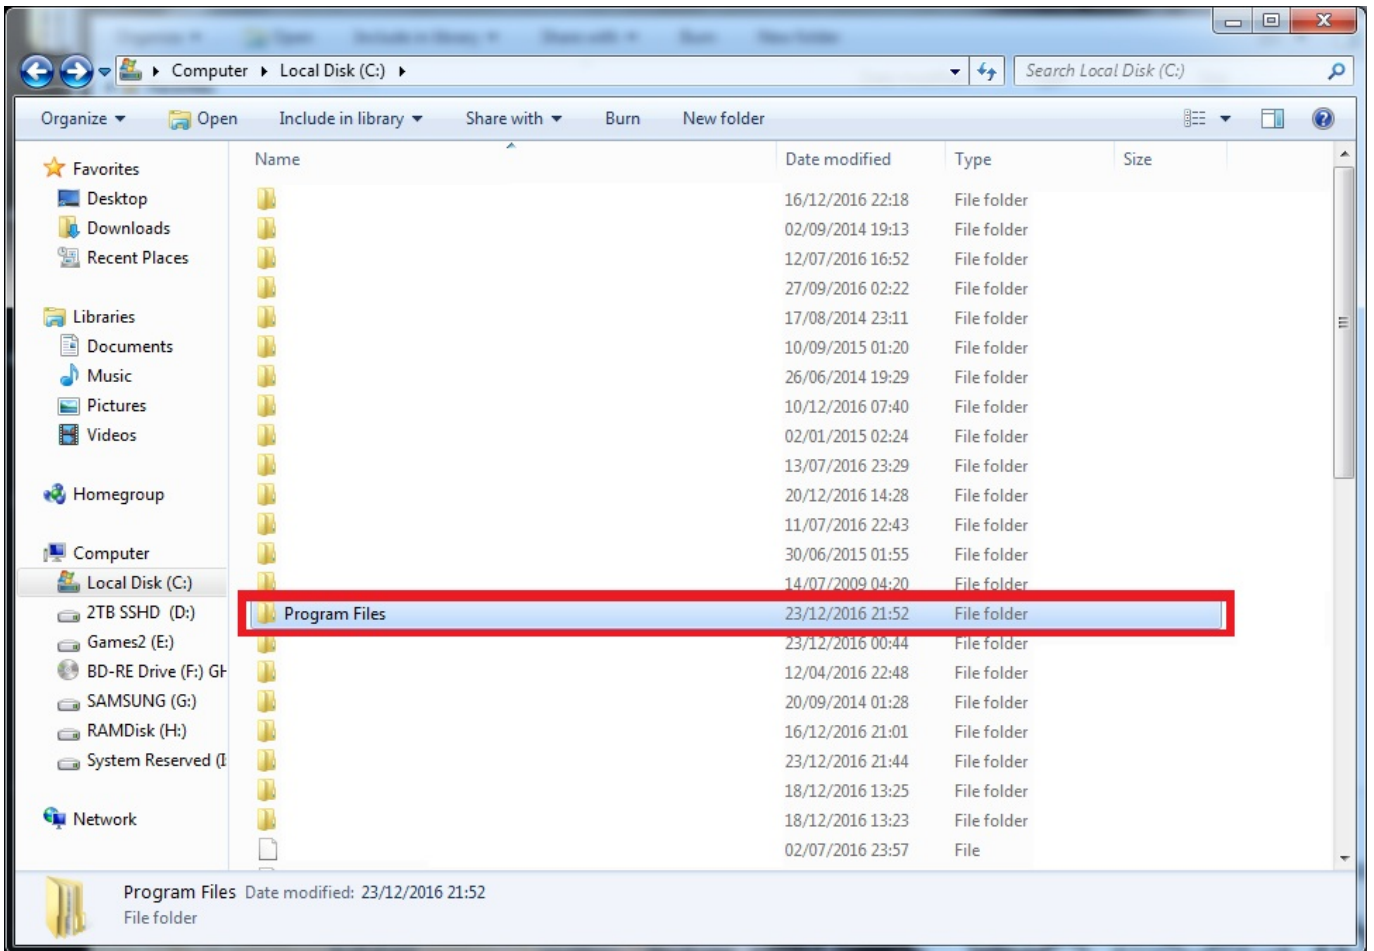 Computer ▸ Local Disk (C:) ▸
Search Local Disk (C:)
Organize Open Include in library Share with Burn New folder
Name Date modified Type Size
Favorites
Desktop
Downloads
Recent Places
Libraries
Documents
Music
Pictures
Videos
Homegroup
Computer
Local Disk (C:)
2TB SSHD (D:)
Games2 (E:)
BD-RE Drive (F:) GH
SAMSUNG (G:)
RAMDisk (H:)
System Reserved (I:
Network
16/12/2016 22:18 File folder
02/09/2014 19:13 File folder
12/07/2016 16:52 File folder
27/09/2016 02:22 File folder
17/08/2014 23:11 File folder
10/09/2015 01:20 File folder
26/06/2014 19:29 File folder
10/12/2016 07:40 File folder
02/01/2015 02:24 File folder
13/07/2016 23:29 File folder
20/12/2016 14:28 File folder
11/07/2016 22:43 File folder
30/06/2015 01:55 File folder
14/07/2009 04:20 File folder
Program Files 23/12/2016 21:52 File folder
23/12/2016 00:44 File folder
12/04/2016 22:48 File folder
20/09/2014 01:28 File folder
16/12/2016 21:01 File folder
23/12/2016 21:44 File folder
18/12/2016 13:25 File folder
18/12/2016 13:23 File folder
02/07/2016 23:57 File
Program Files Date modified: 23/12/2016 21:52
File folder